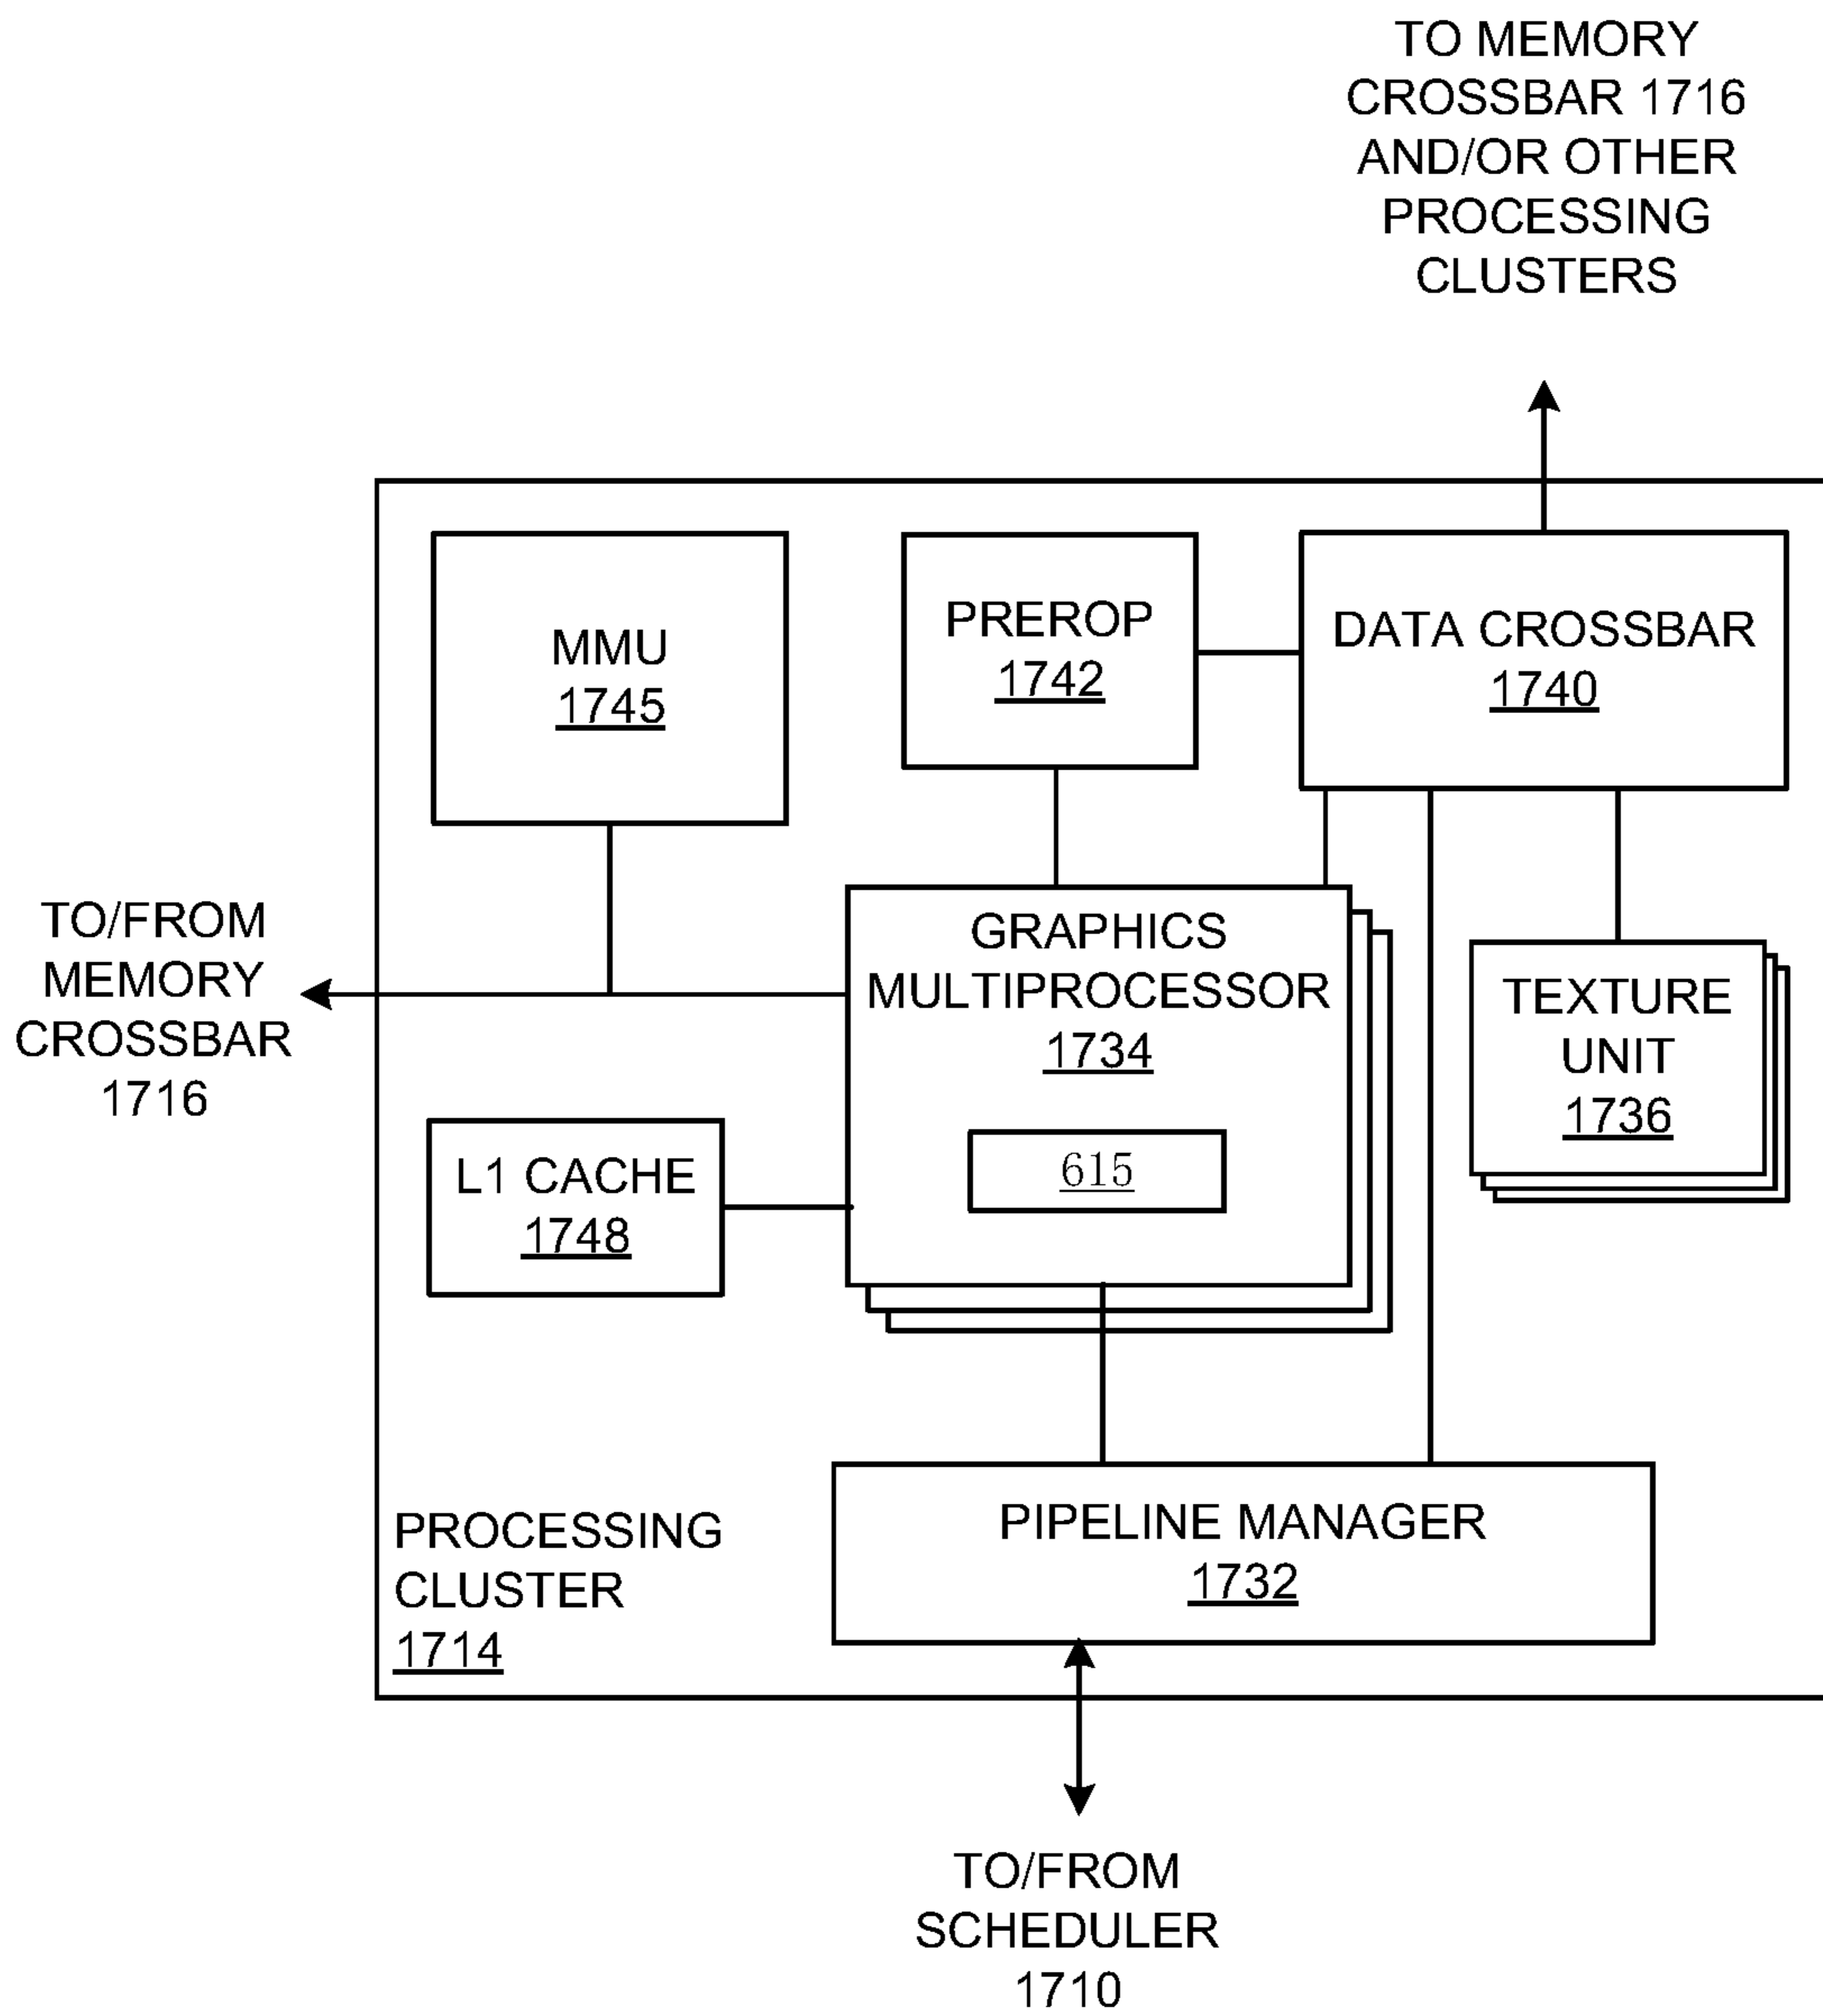 TO MEMORY
CROSSBAR 1716
AND/OR OTHER
PROCESSING
CLUSTERS
MMU
1745
PREROP
1742
DATA CROSSBAR
1740
TO/FROM
MEMORY
CROSSBAR
1716
GRAPHICS
MULTIPROCESSOR
1734
615
TEXTURE
UNIT
1736
L1 CACHE
1748
PROCESSING
CLUSTER
1714
PIPELINE MANAGER
1732
TO/FROM
SCHEDULER
1710